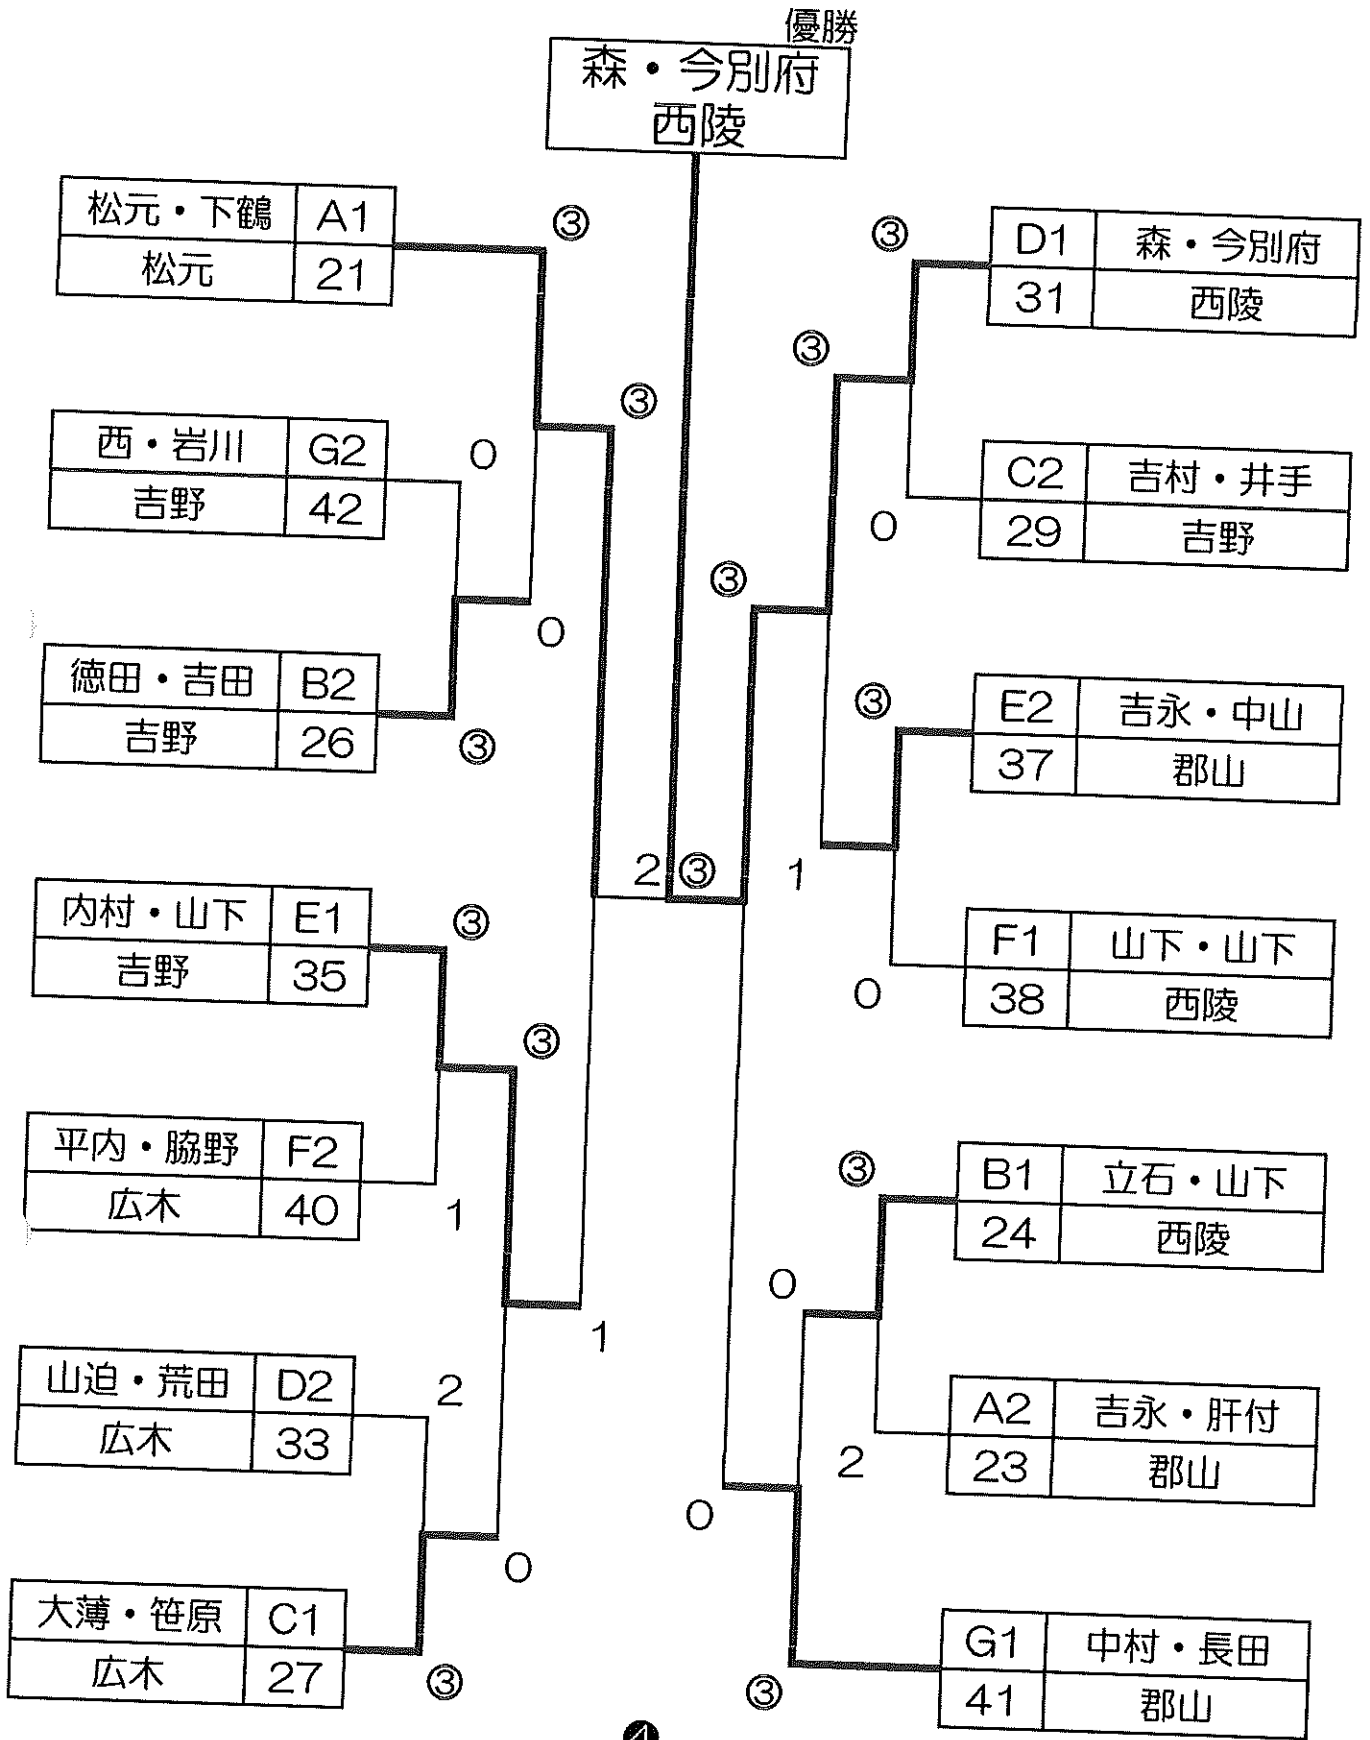 優勝
森・今別府
西陵
松元・下鶴 A1
松元 21
③
西・岩川 G2
吉野 42
0
③
0
徳田・吉田 B2
吉野 26
③
内村・山下 E1
吉野 35
③
③
平内・脇野 F2
広木 40
1
1
山迫・荒田 D2
広木 33
2
0
大薄・笹原 C1
広木 27
③
2 ③
③
D1 森・今別府
31 西陵
③
C2 吉村・井手
29 吉野
0
③
③
E2 吉永・中山
37 郡山
1
F1 山下・山下
38 西陵
0
③
B1 立石・山下
24 西陵
0
A2 吉永・肝付
23 郡山
2
0
G1 中村・長田
41 郡山
③
❹